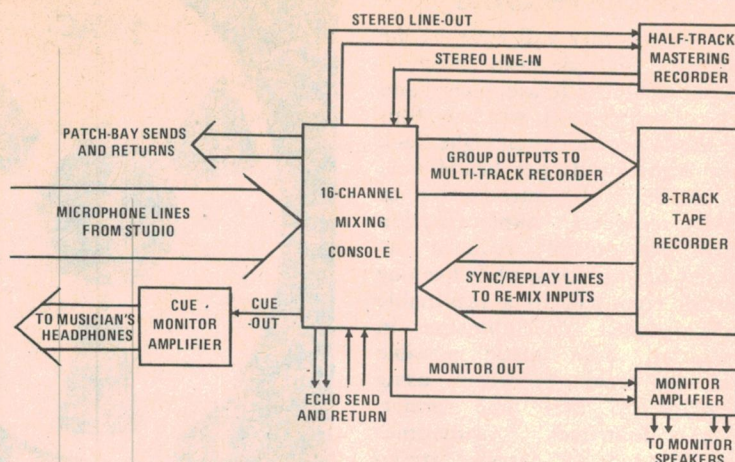 STEREO LINE-OUT
HALF-TRACK
MASTERING
RECORDER
STEREO LINE-IN
PATCH-BAY SENDS
AND RETURNS
GROUP OUTPUTS TO
MULTI-TRACK RECORDER
16-CHANNEL
MIXING
CONSOLE
8-TRACK
TAPE
RECORDER
MICROPHONE LINES
FROM STUDIO
SYNC/REPLAY LINES
TO RE-MIX INPUTS
CUE
-OUT
CUE
MONITOR
AMPLIFIER
TO MUSICIAN'S
HEADPHONES
MONITOR OUT
ECHO SEND
AND RETURN
MONITOR
AMPLIFIER
TO MONITOR
SPEAKERS